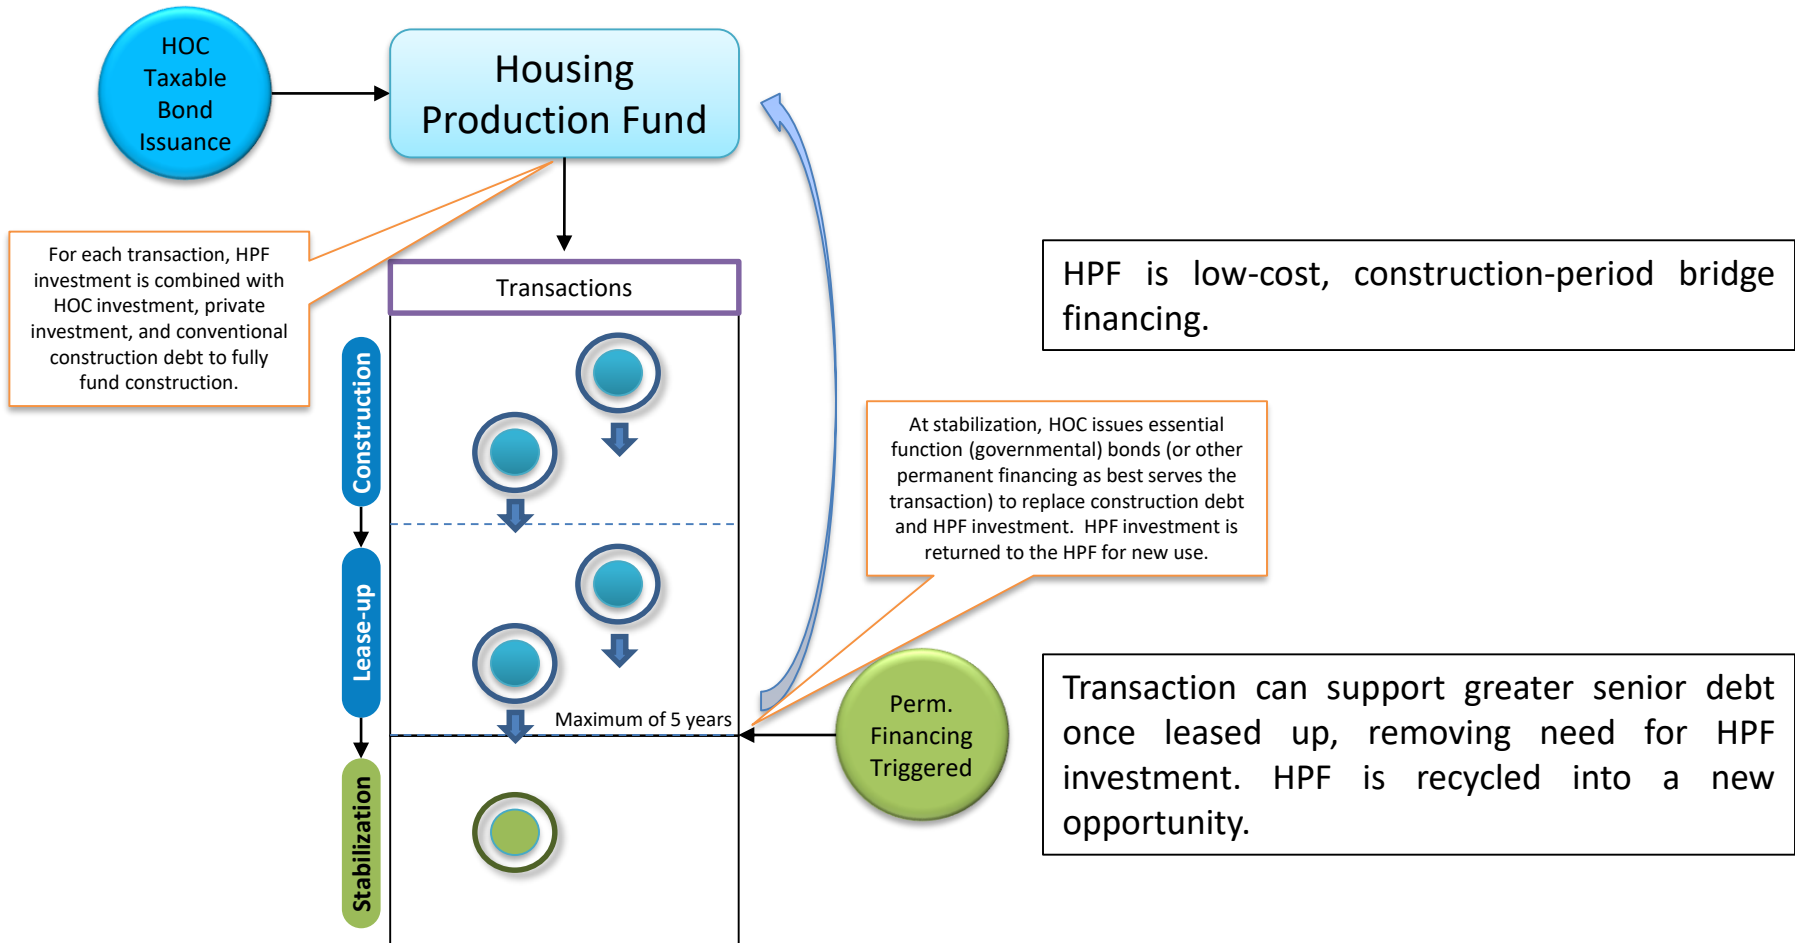 HOC
Taxable
Bond
Issuance
Housing
Production Fund
For each transaction, HPF
investment is combined with
HOC investment, private
investment, and conventional
construction debt to fully
fund construction.
Transactions
HPF is low-cost, construction-period bridge
financing.
Construction
At stabilization, HOC issues essential
function (governmental) bonds (or other
permanent financing as best serves the
transaction) to replace construction debt
and HPF investment.  HPF investment is
returned to the HPF for new use.
Lease-up
Maximum of 5 years
Perm.
Financing
Triggered
Transaction can support greater senior debt
once leased up, removing need for HPF
investment. HPF is recycled into a new
opportunity.
Stabilization